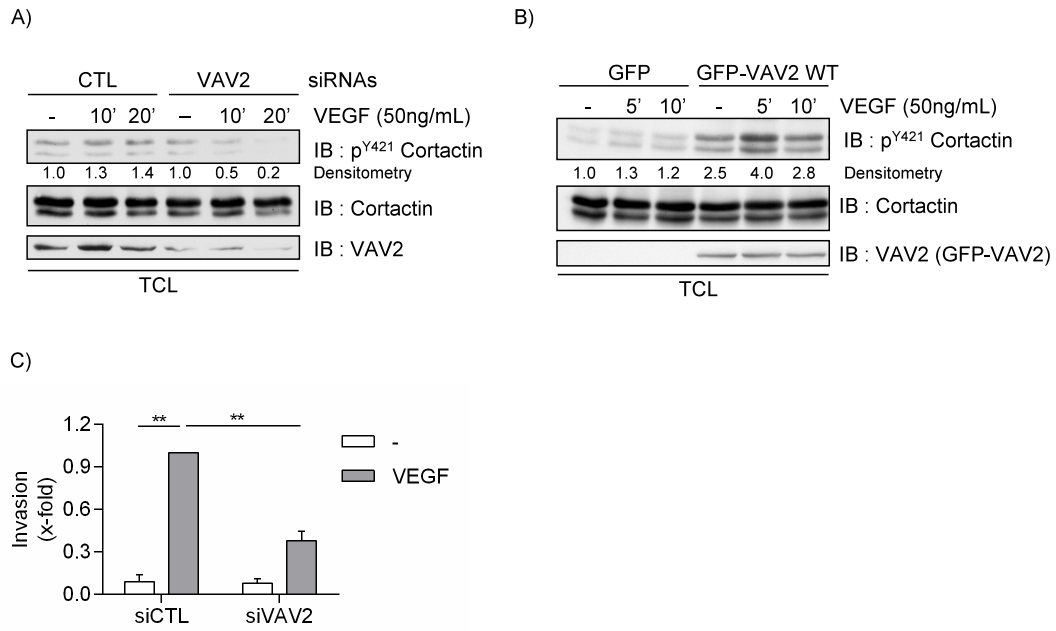 A)
CTL VAV2 siRNAs
- 10' 20' – 10' 20' VEGF (50ng/mL)
IB : pY421 Cortactin
1.0 1.3 1.4 1.0 0.5 0.2 Densitometry
IB : Cortactin
IB : VAV2
TCL
B)
GFP GFP-VAV2 WT
- 5' 10' - 5' 10' VEGF (50ng/mL)
IB : pY421 Cortactin
1.0 1.3 1.2 2.5 4.0 2.8 Densitometry
IB : Cortactin
IB : VAV2 (GFP-VAV2)
TCL
C)
** **
1.2
0.9
0.6
0.3
0.0
Invasion
(x-fold)
siCTL siVAV2
-
VEGF